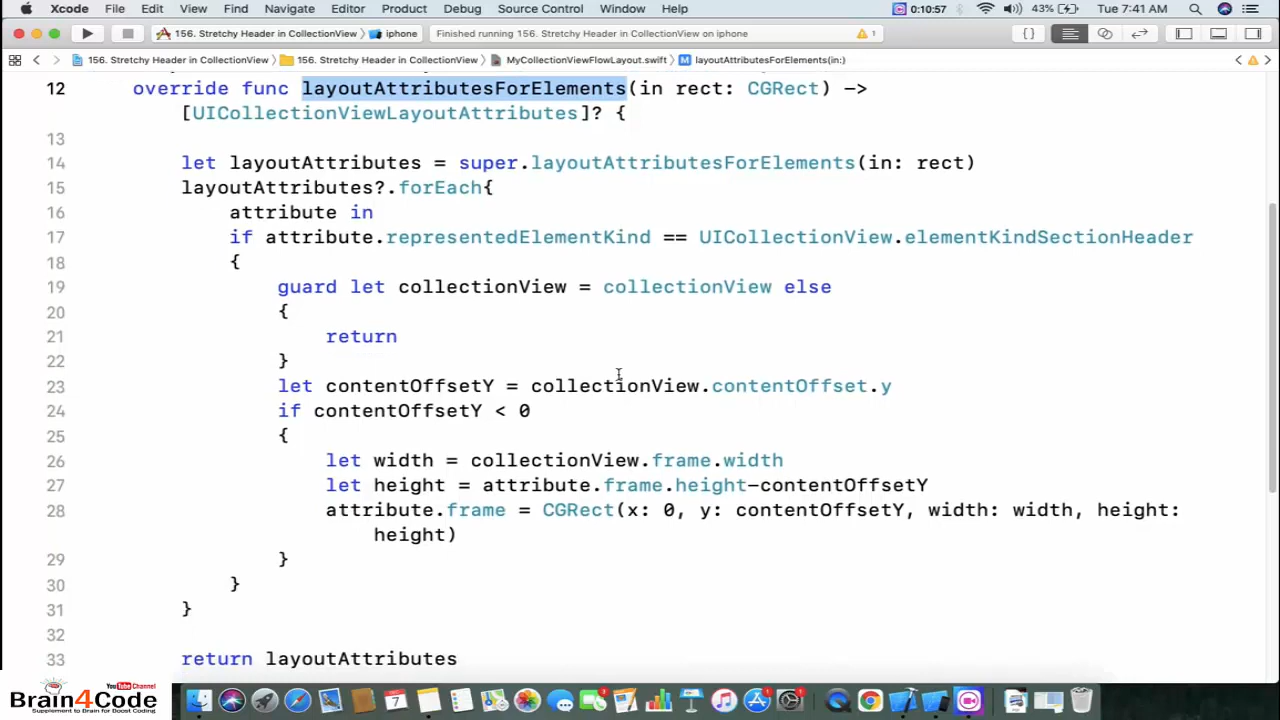 Xcode File Edit View Find Navigate Editor Product Debug Source Control Window Help 0:10:57 43% Tue 7:41 AM
156. Stretchy Header in CollectionView iphone Finished running 156. Stretchy Header in CollectionView on iphone 1
156. Stretchy Header in CollectionView 156. Stretchy Header in CollectionView MyCollectionViewFlowLayout.swift M layoutAttributesForElements(in:)
12 override func layoutAttributesForElements(in rect: CGRect) ->
[UICollectionViewLayoutAttributes]? {
13
14 let layoutAttributes = super.layoutAttributesForElements(in: rect)
15 layoutAttributes?.forEach{
16 attribute in
17 if attribute.representedElementKind == UICollectionView.elementKindSectionHeader
18 {
19 guard let collectionView = collectionView else
20 {
21 return
22 }
23 let contentOffsetY = collectionView.contentOffset.y
24 if contentOffsetY < 0
25 {
26 let width = collectionView.frame.width
27 let height = attribute.frame.height-contentOffsetY
28 attribute.frame = CGRect(x: 0, y: contentOffsetY, width: width, height:
height)
29 }
30 }
31 }
32
33 return layoutAttributes
YouTube Channel
Brain4Code
Supplement to Brain for Boost Coding
7